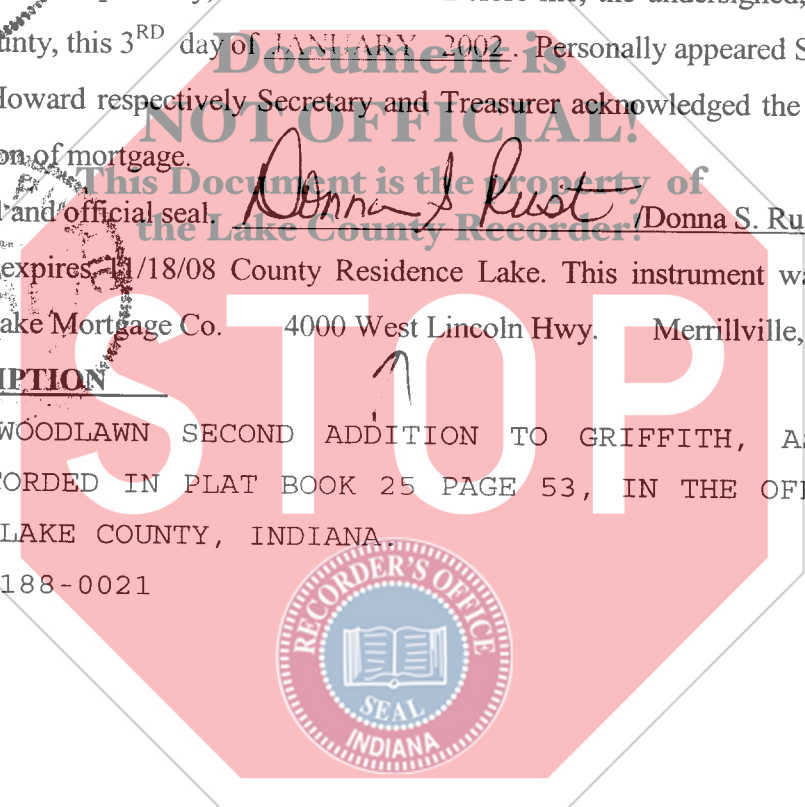 unty, this 3RD day of JANUARY 2002. Personally appeared S
Document is
Howard respectively Secretary and Treasurer acknowledged the
NOT OFFICIAL!
on of mortgage.
This Document is the property of
and official seal. Donna S Rust /Donna S. Ru
the Lake County Recorder!
expires 11/18/08 County Residence Lake. This instrument wa
ake Mortgage Co. 4000 West Lincoln Hwy. Merrillville,
STOP
IPTION
WOODLAWN SECOND ADDITION TO GRIFFITH, AS
CORDED IN PLAT BOOK 25 PAGE 53, IN THE OFF
LAKE COUNTY, INDIANA.
188-0021
RECORDER'S OFFICE
SEAL
INDIANA